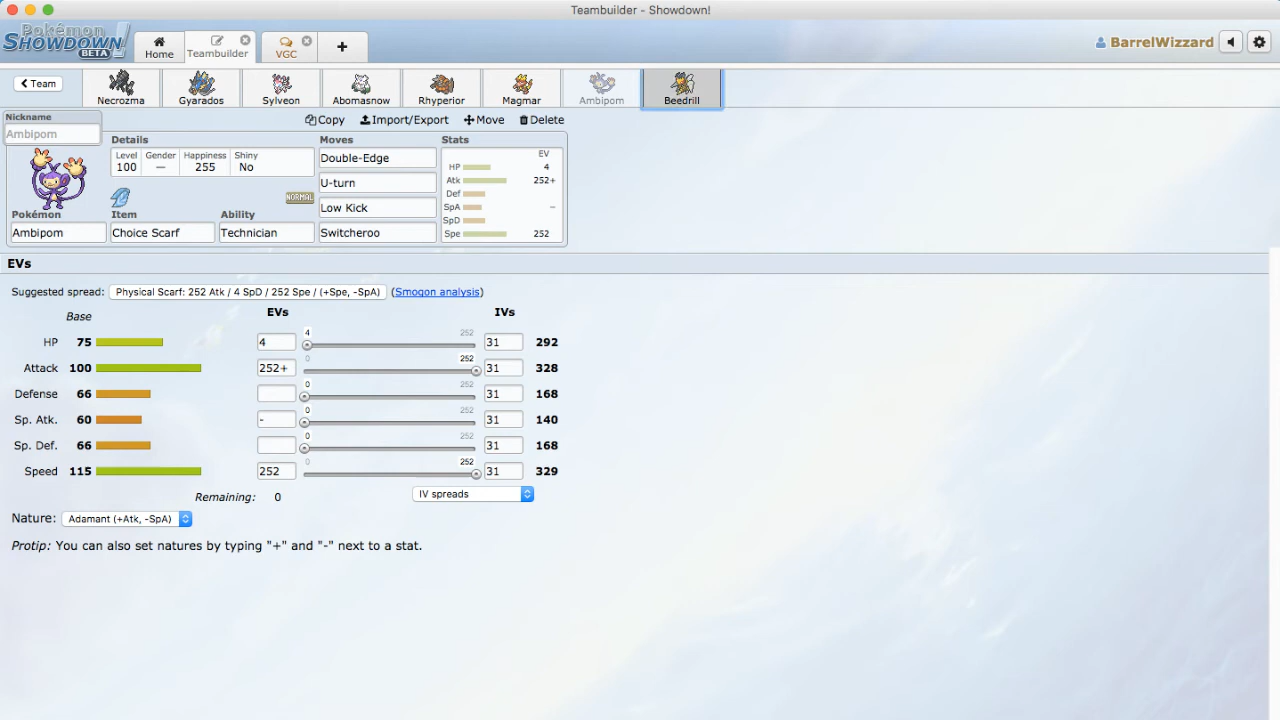 Teambuilder - Showdown!
Pokémon
SHOWDOWN!
BETA
Home
Teambuilder
VGC
+
BarrelWizzard
Team
Necrozma
Gyarados
Sylveon
Abomasnow
Rhyperior
Magmar
Ambipom
Beedrill
Nickname
Ambipom
Copy
Import/Export
Move
Delete
Details
Level
100
Gender
—
Happiness
255
Shiny
No
NORMAL
Pokémon
Ambipom
Item
Choice Scarf
Ability
Technician
Moves
Double-Edge
U-turn
Low Kick
Switcheroo
Stats
EV
HP 4
Atk 252+
Def
SpA –
SpD
Spe 252
EVs
Suggested spread: Physical Scarf: 252 Atk / 4 SpD / 252 Spe / (+Spe, -SpA) (Smogon analysis)
Base EVs IVs
HP 75 4 4 252 31 292
Attack 100 252+ 0 252 31 328
Defense 66 0 252 31 168
Sp. Atk. 60 - 0 252 31 140
Sp. Def. 66 0 252 31 168
Speed 115 252 0 252 31 329
Remaining: 0 IV spreads
Nature: Adamant (+Atk, -SpA)
Protip: You can also set natures by typing "+" and "-" next to a stat.